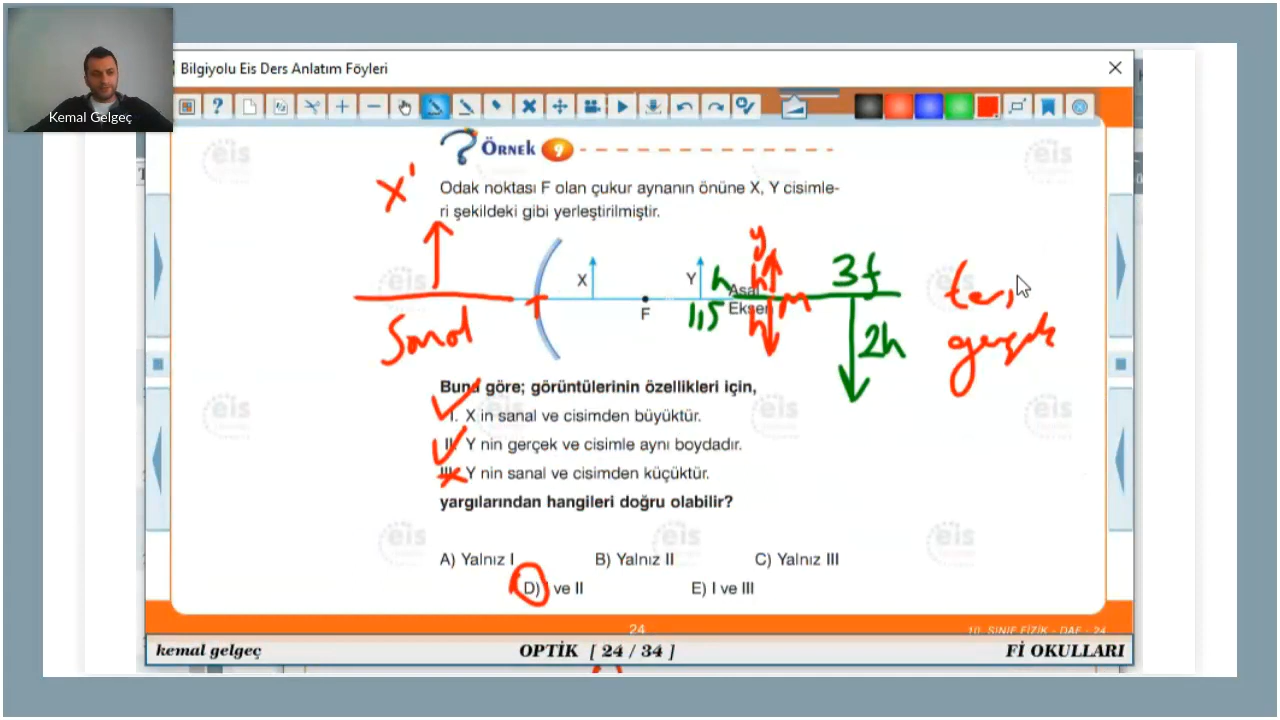 Bilgiyolu Eis Ders Anlatım Föyleri
Kemal Gelgeç
ÖRNEK 9
Odak noktası F olan çukur aynanın önüne X, Y cisimle-
ri şekildeki gibi yerleştirilmiştir.
X'
Sanal
X
F
Y
h
1,5
y
h
h
M
Asal
Eksen
3f
2h
ters
gerçek
Buna göre; görüntülerinin özellikleri için,
I. X in sanal ve cisimden büyüktür.
II. Y nin gerçek ve cisimle aynı boydadır.
III. Y nin sanal ve cisimden küçüktür.
yargılarından hangileri doğru olabilir?
A) Yalnız I B) Yalnız II C) Yalnız III
D) I ve II E) I ve III
24
10. SINIF FİZİK - DAF - 24
kemal gelgeç OPTİK [ 24 / 34 ] Fİ OKULLARI